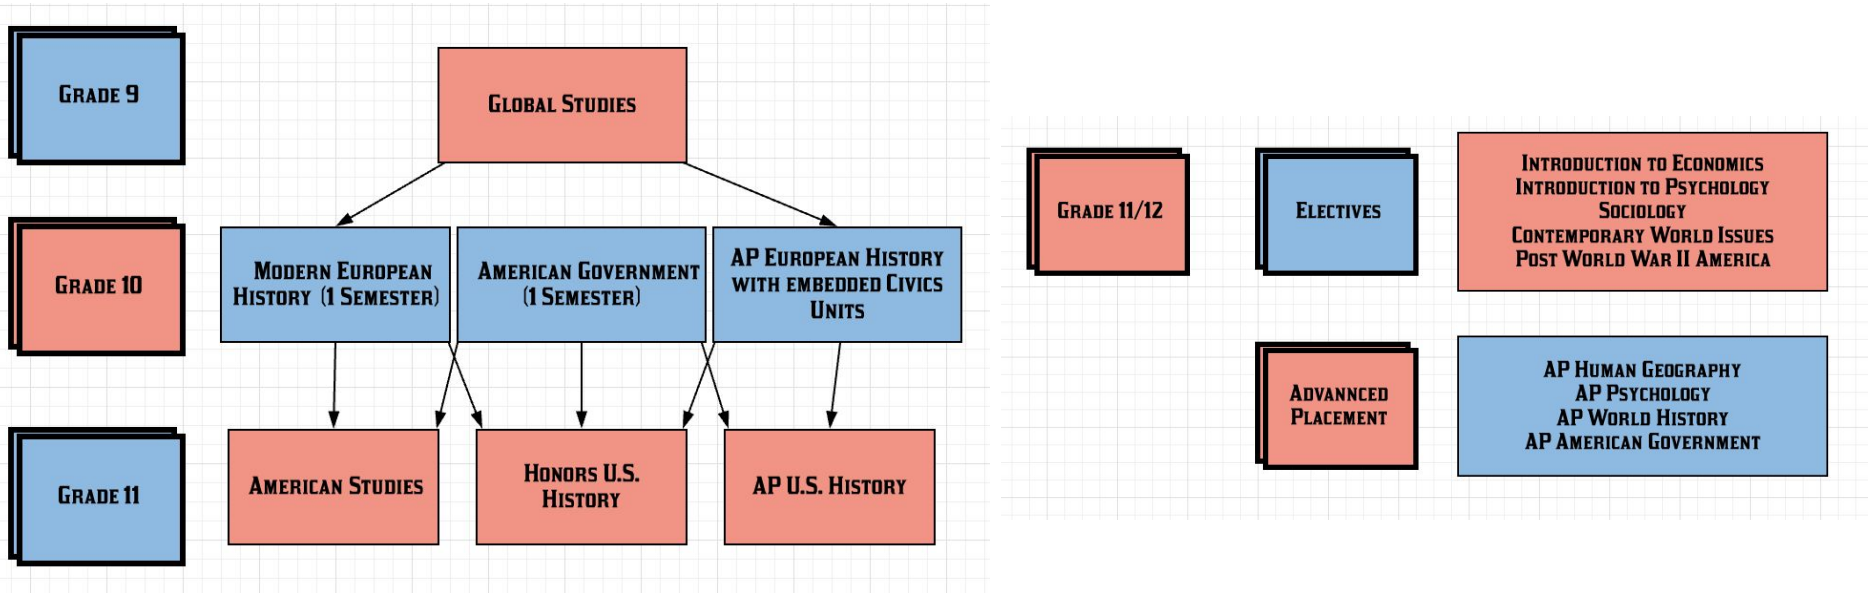 Grade 9
Global Studies
Grade 10
Modern European
History (1 Semester)
American Government
(1 Semester)
AP European History
with embedded Civics
Units
Grade 11
American Studies
Honors U.S.
History
AP U.S. History
Grade 11/12
Electives
Introduction to Economics
Introduction to Psychology
Sociology
Contemporary World Issues
Post World War II America
Advannced
Placement
AP Human Geography
AP Psychology
AP World History
AP American Government